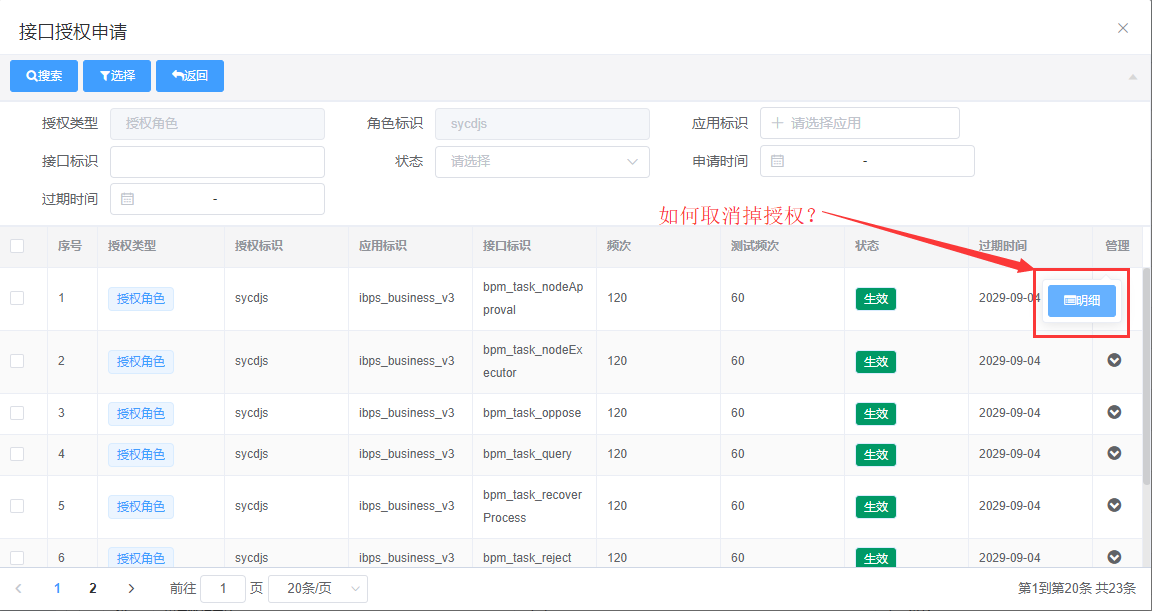 接口授权申请
搜索 选择 返回
授权类型 授权角色 角色标识 sycdjs 应用标识 请选择应用
接口标识 状态 请选择 申请时间 -
过期时间 -
如何取消掉授权?
序号 授权类型 授权标识 应用标识 接口标识 频次 测试频次 状态 过期时间 管理
1 授权角色 sycdjs ibps_business_v3 bpm_task_nodeAp
proval 120 60 生效 2029-09-04 明细
2 授权角色 sycdjs ibps_business_v3 bpm_task_nodeEx
ecutor 120 60 生效 2029-09-04
3 授权角色 sycdjs ibps_business_v3 bpm_task_oppose 120 60 生效 2029-09-04
4 授权角色 sycdjs ibps_business_v3 bpm_task_query 120 60 生效 2029-09-04
5 授权角色 sycdjs ibps_business_v3 bpm_task_recover
Process 120 60 生效 2029-09-04
6 授权角色 sycdjs ibps_business_v3 bpm_task_reject 120 60 生效 2029-09-04
1 2 前往 1 页 20条/页 第1到第20条 共23条